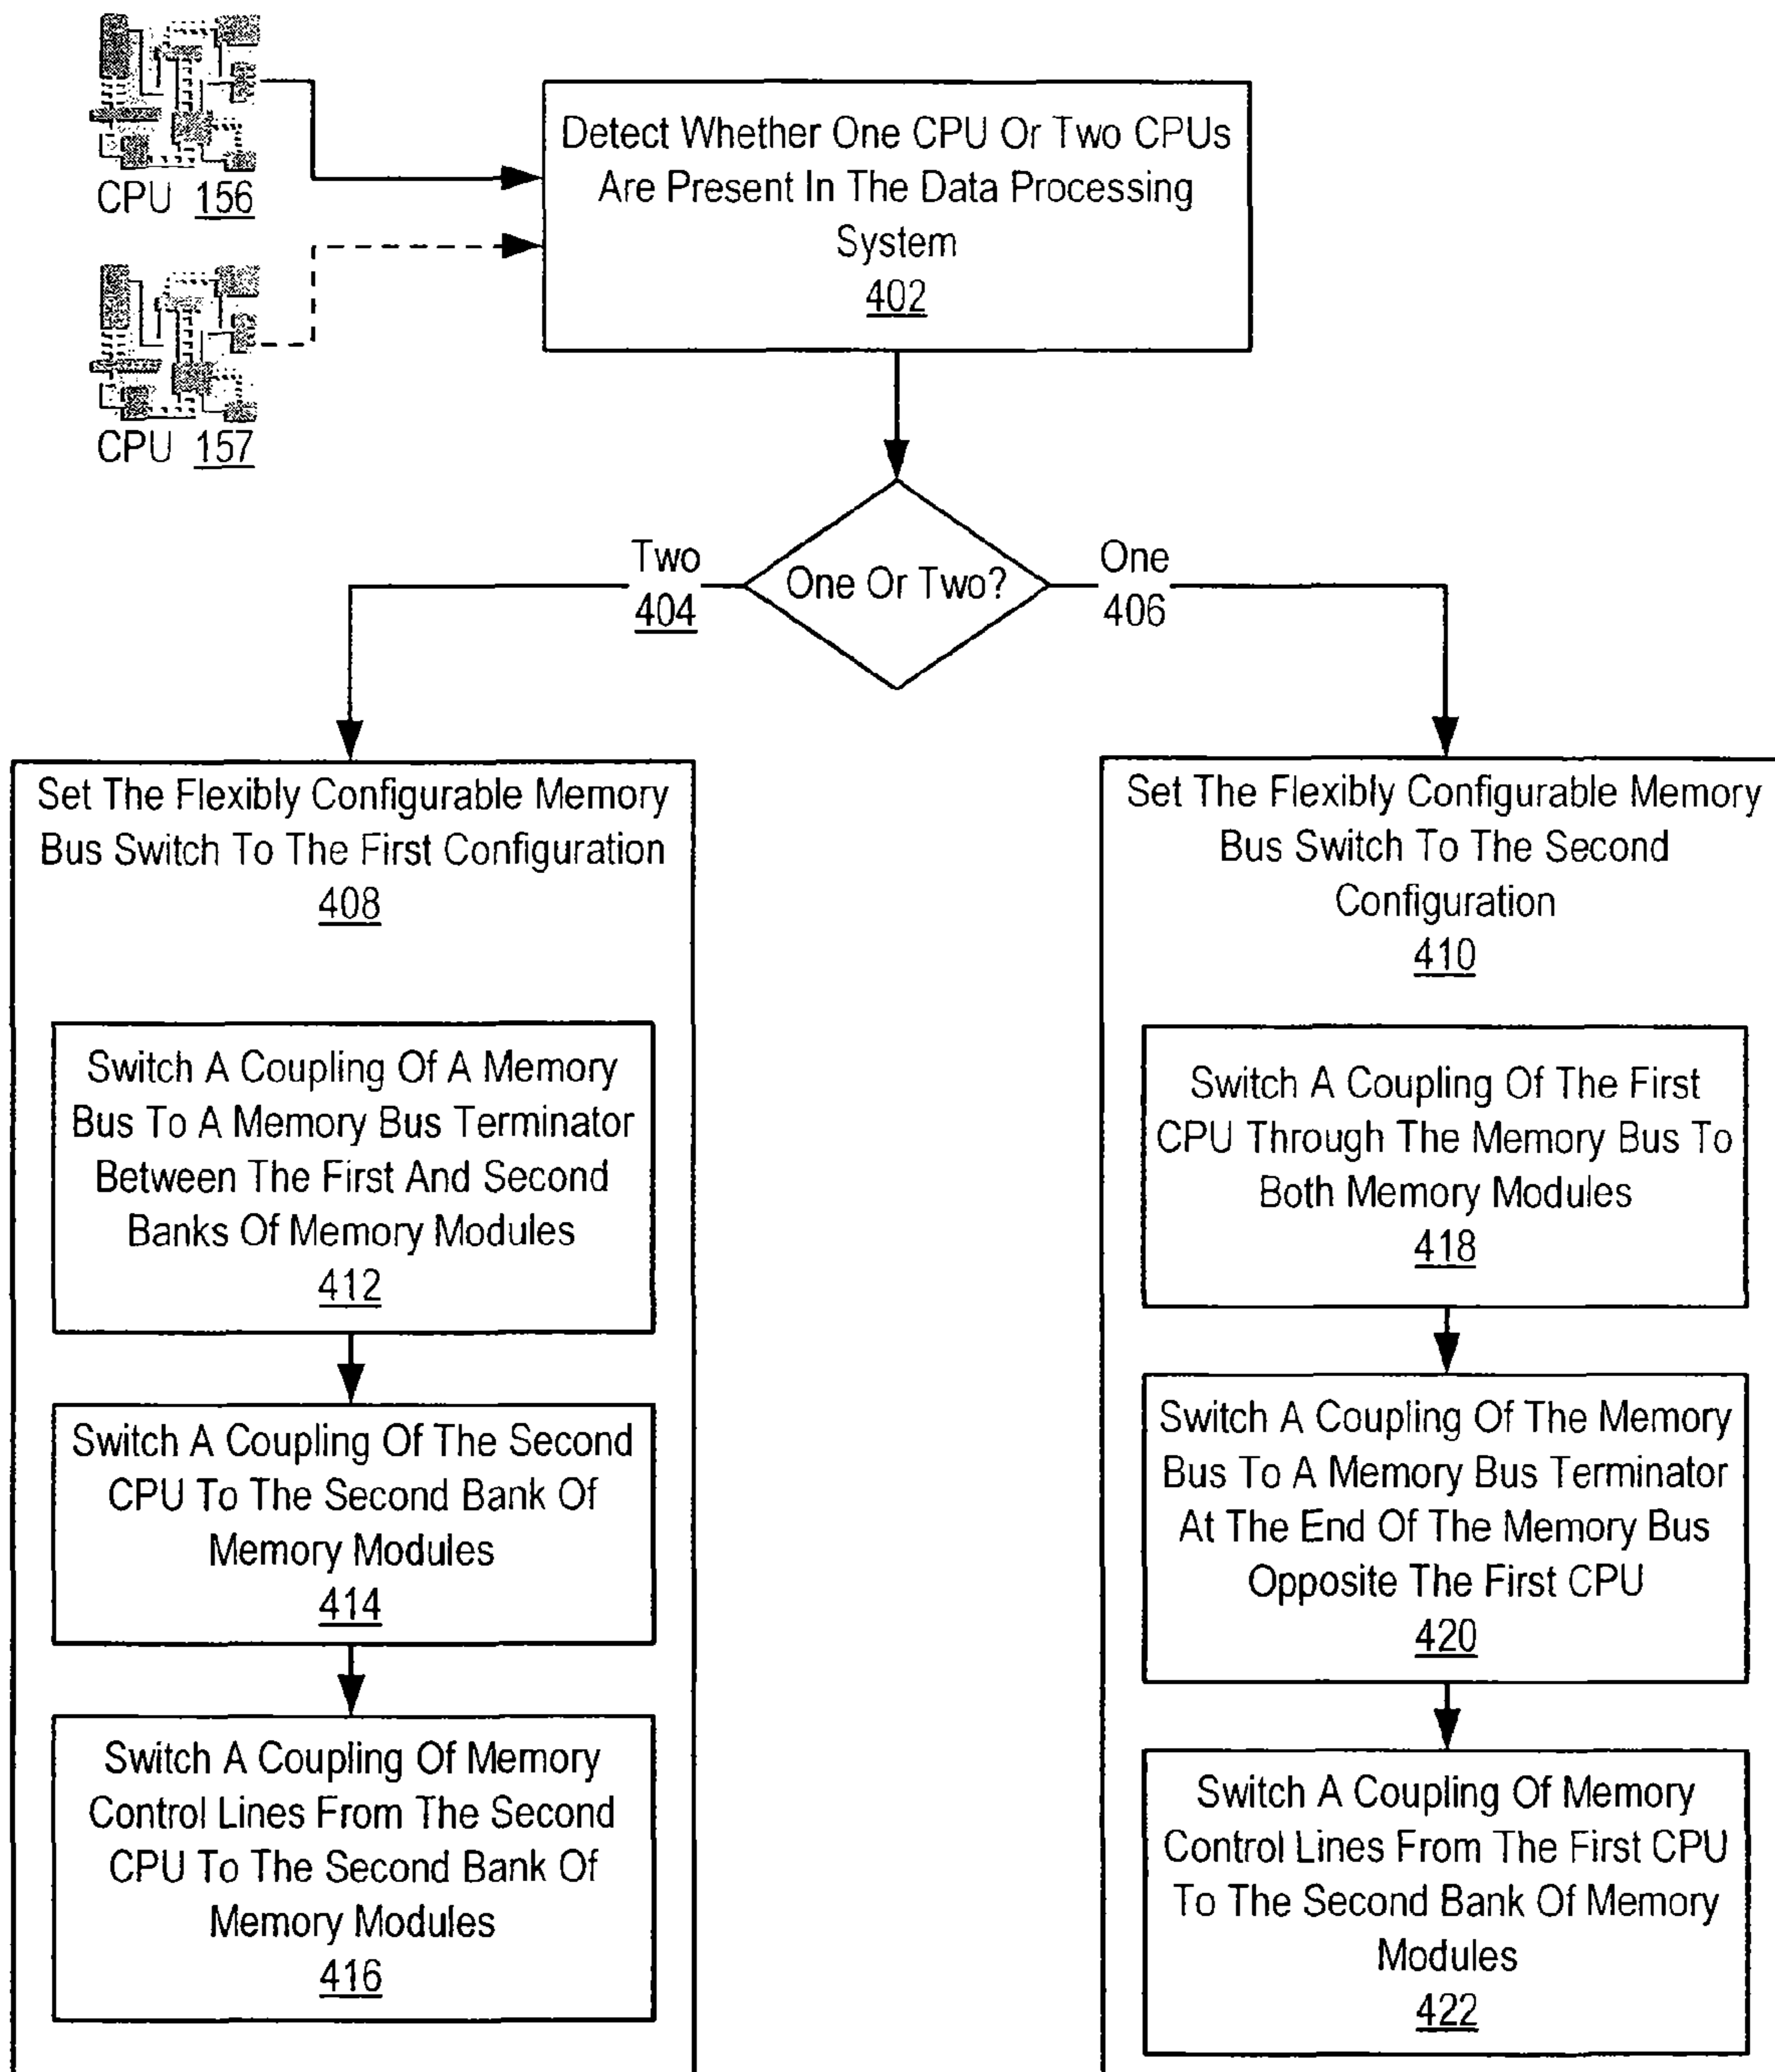 CPU 156
CPU 157
Detect Whether One CPU Or Two CPUs
Are Present In The Data Processing
System
402
One Or Two?
Two
404
One
406
Set The Flexibly Configurable Memory
Bus Switch To The First Configuration
408
Switch A Coupling Of A Memory
Bus To A Memory Bus Terminator
Between The First And Second
Banks Of Memory Modules
412
Switch A Coupling Of The Second
CPU To The Second Bank Of
Memory Modules
414
Switch A Coupling Of Memory
Control Lines From The Second
CPU To The Second Bank Of
Memory Modules
416
Set The Flexibly Configurable Memory
Bus Switch To The Second
Configuration
410
Switch A Coupling Of The First
CPU Through The Memory Bus To
Both Memory Modules
418
Switch A Coupling Of The Memory
Bus To A Memory Bus Terminator
At The End Of The Memory Bus
Opposite The First CPU
420
Switch A Coupling Of Memory
Control Lines From The First CPU
To The Second Bank Of Memory
Modules
422